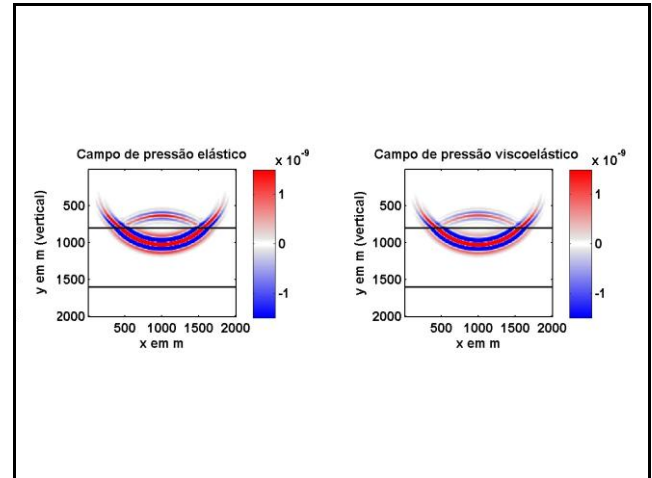 Campo de pressão elástico
x 10-9
500
1000
1500
2000
y em m (vertical)
500 1000 1500 2000
x em m
1
0
-1
Campo de pressão viscoelástico
x 10-9
500
1000
1500
2000
y em m (vertical)
500 1000 1500 2000
x em m
1
0
-1